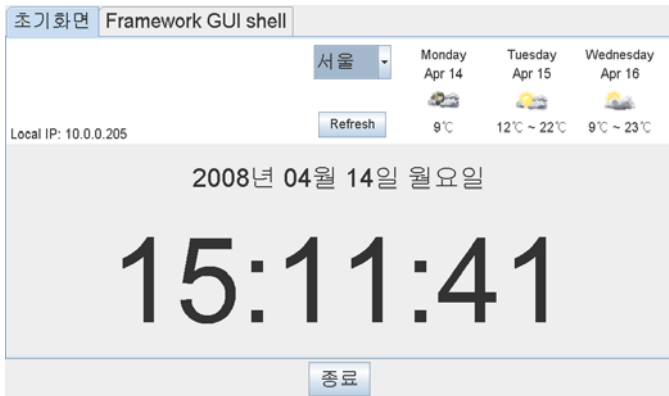 초기화면 Framework GUI shell
서울 Monday Tuesday Wednesday
Apr 14 Apr 15 Apr 16
Local IP: 10.0.0.205 Refresh 9℃ 12℃ ~ 22℃ 9℃ ~ 23℃
2008년 04월 14일 월요일
15:11:41
종료